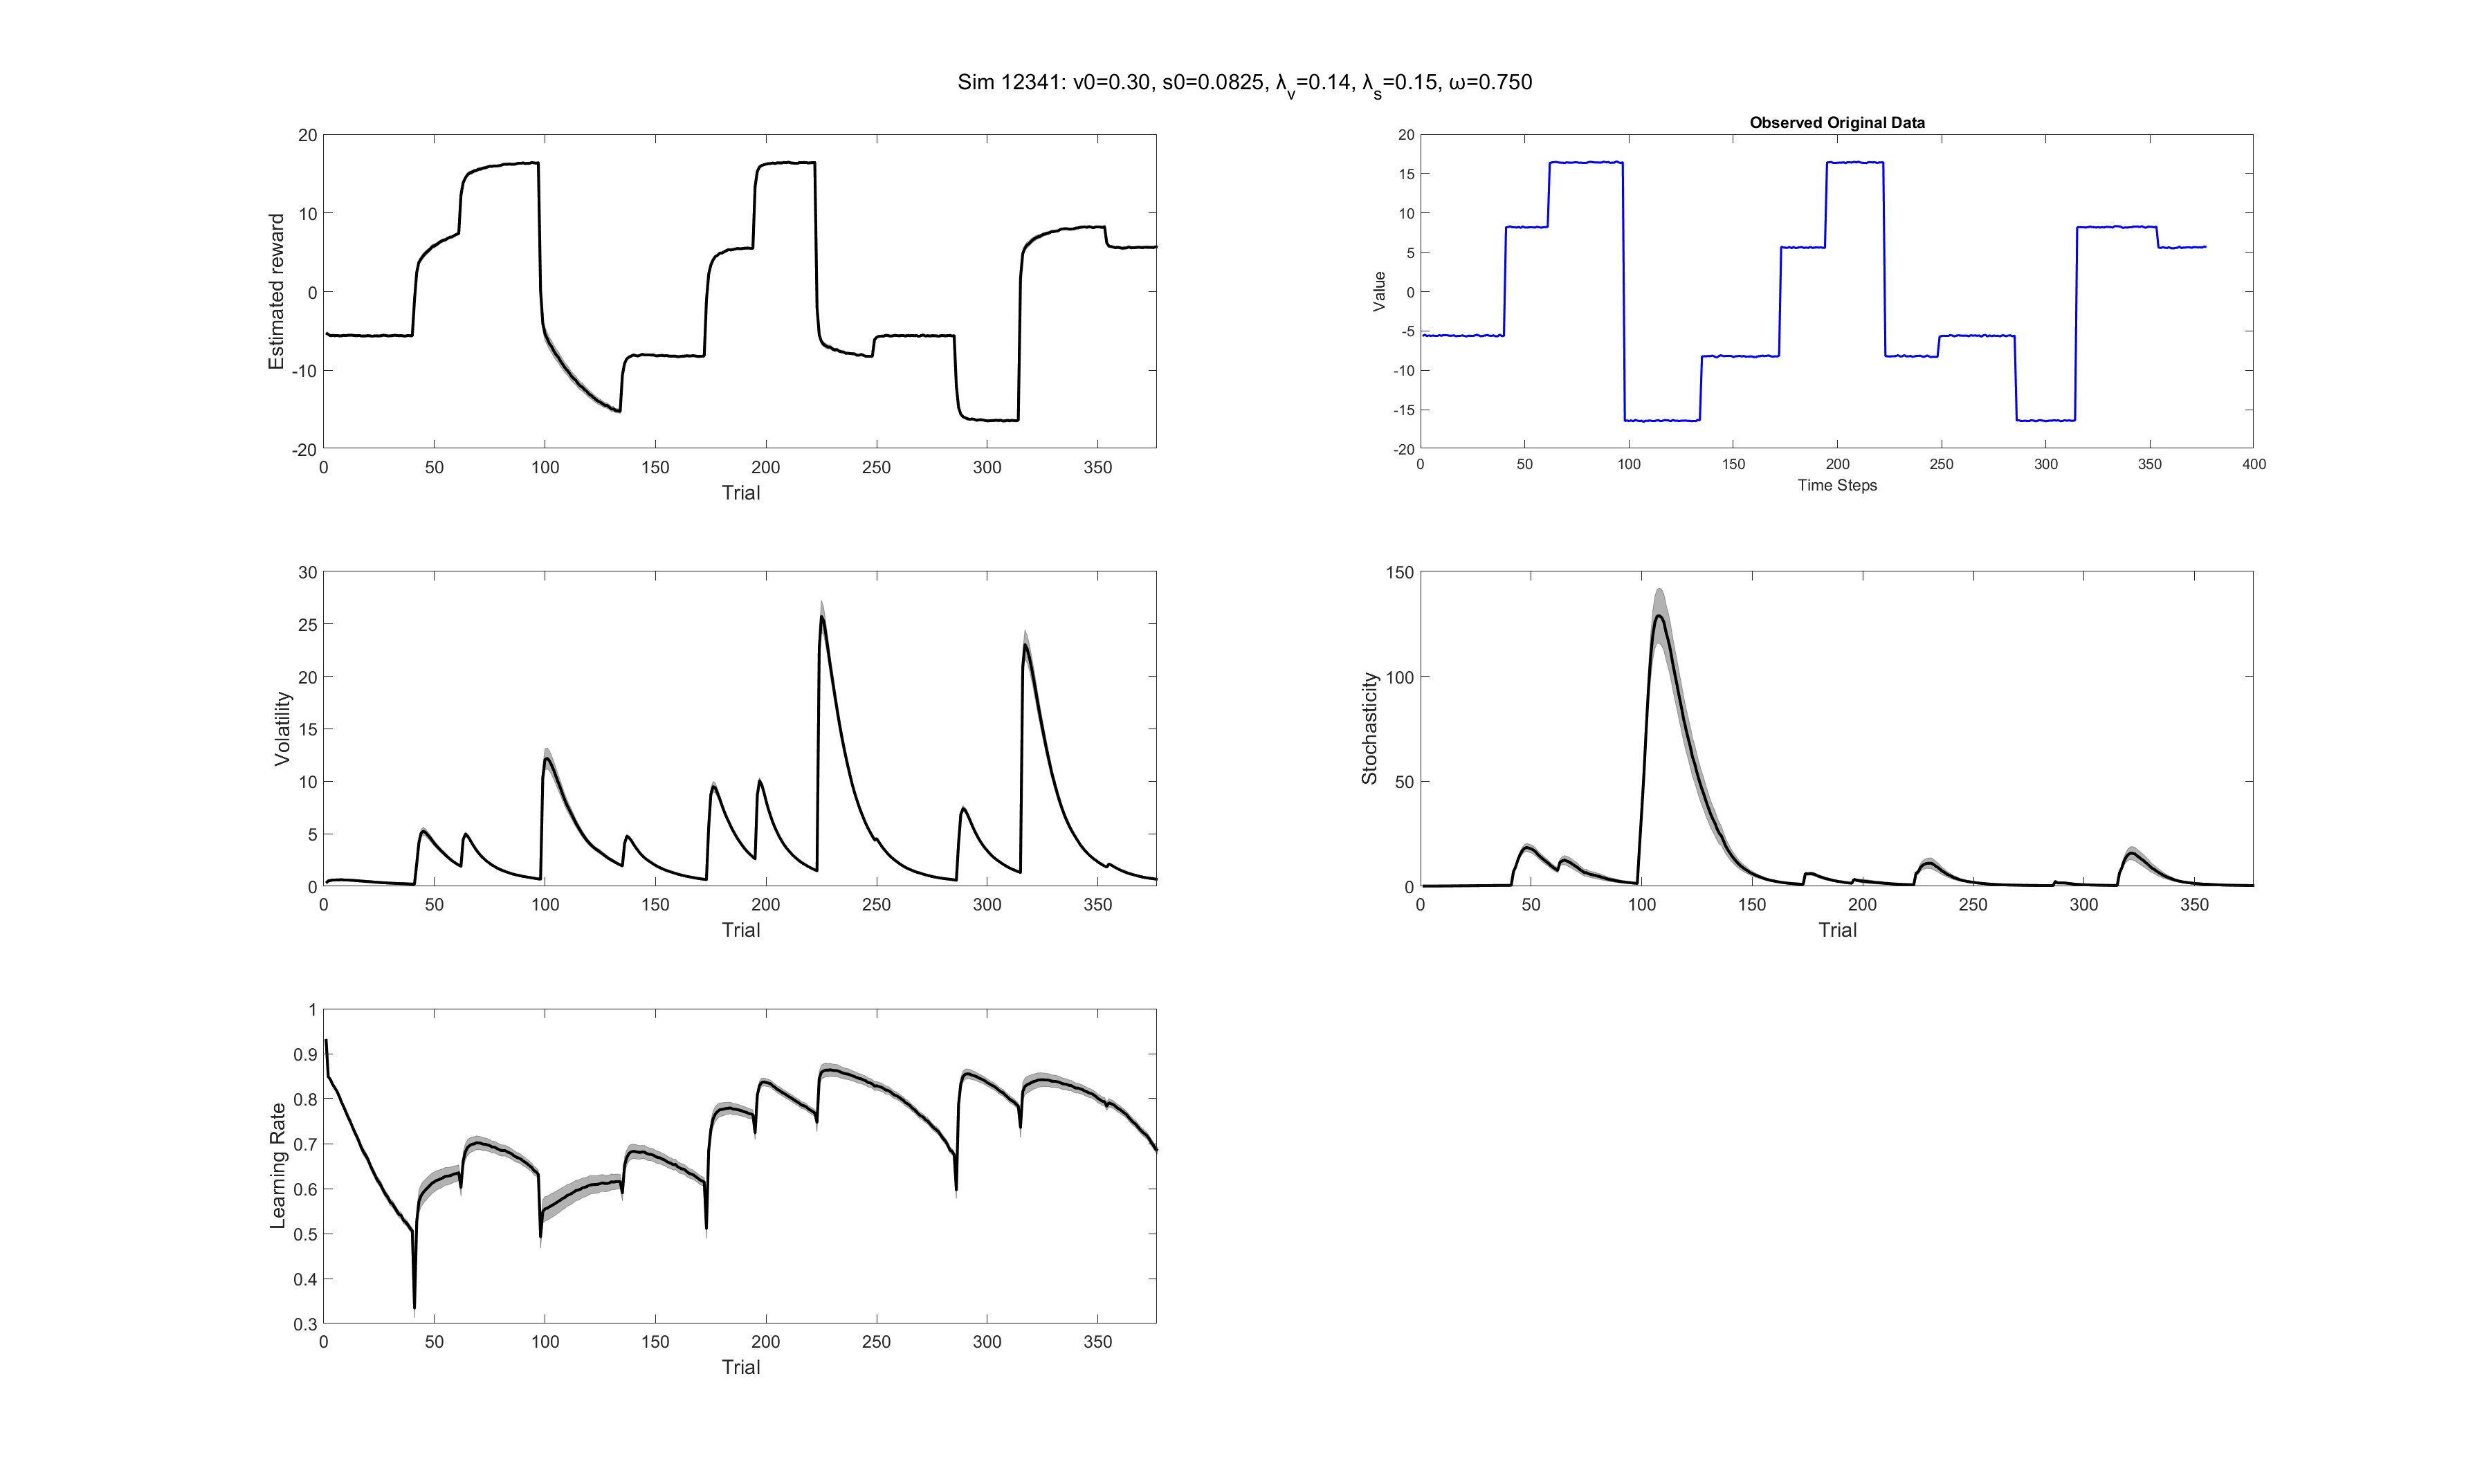 Sim 12341: v0=0.30, s0=0.0825, λv=0.14, λs=0.15, ω=0.750
20
10
0
-10
-20
Estimated reward
0 50 100 150 200 250 300 350
Trial
Observed Original Data
20
15
10
5
0
-5
-10
-15
-20
Value
0 50 100 150 200 250 300 350 400
Time Steps
30
25
20
15
10
5
0
Volatility
0 50 100 150 200 250 300 350
Trial
150
100
50
0
Stochasticity
0 50 100 150 200 250 300 350
Trial
1
0.9
0.8
0.7
0.6
0.5
0.4
0.3
Learning Rate
0 50 100 150 200 250 300 350
Trial